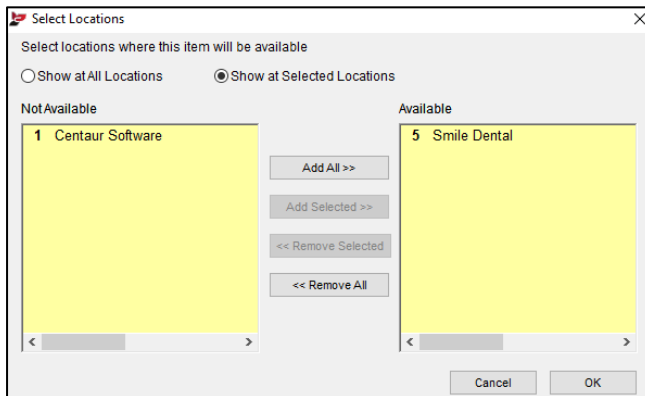 Select Locations
Select locations where this item will be available
Show at All Locations
Show at Selected Locations
Not Available
Available
1 Centaur Software
5 Smile Dental
Add All >>
Add Selected >>
<< Remove Selected
<< Remove All
Cancel
OK